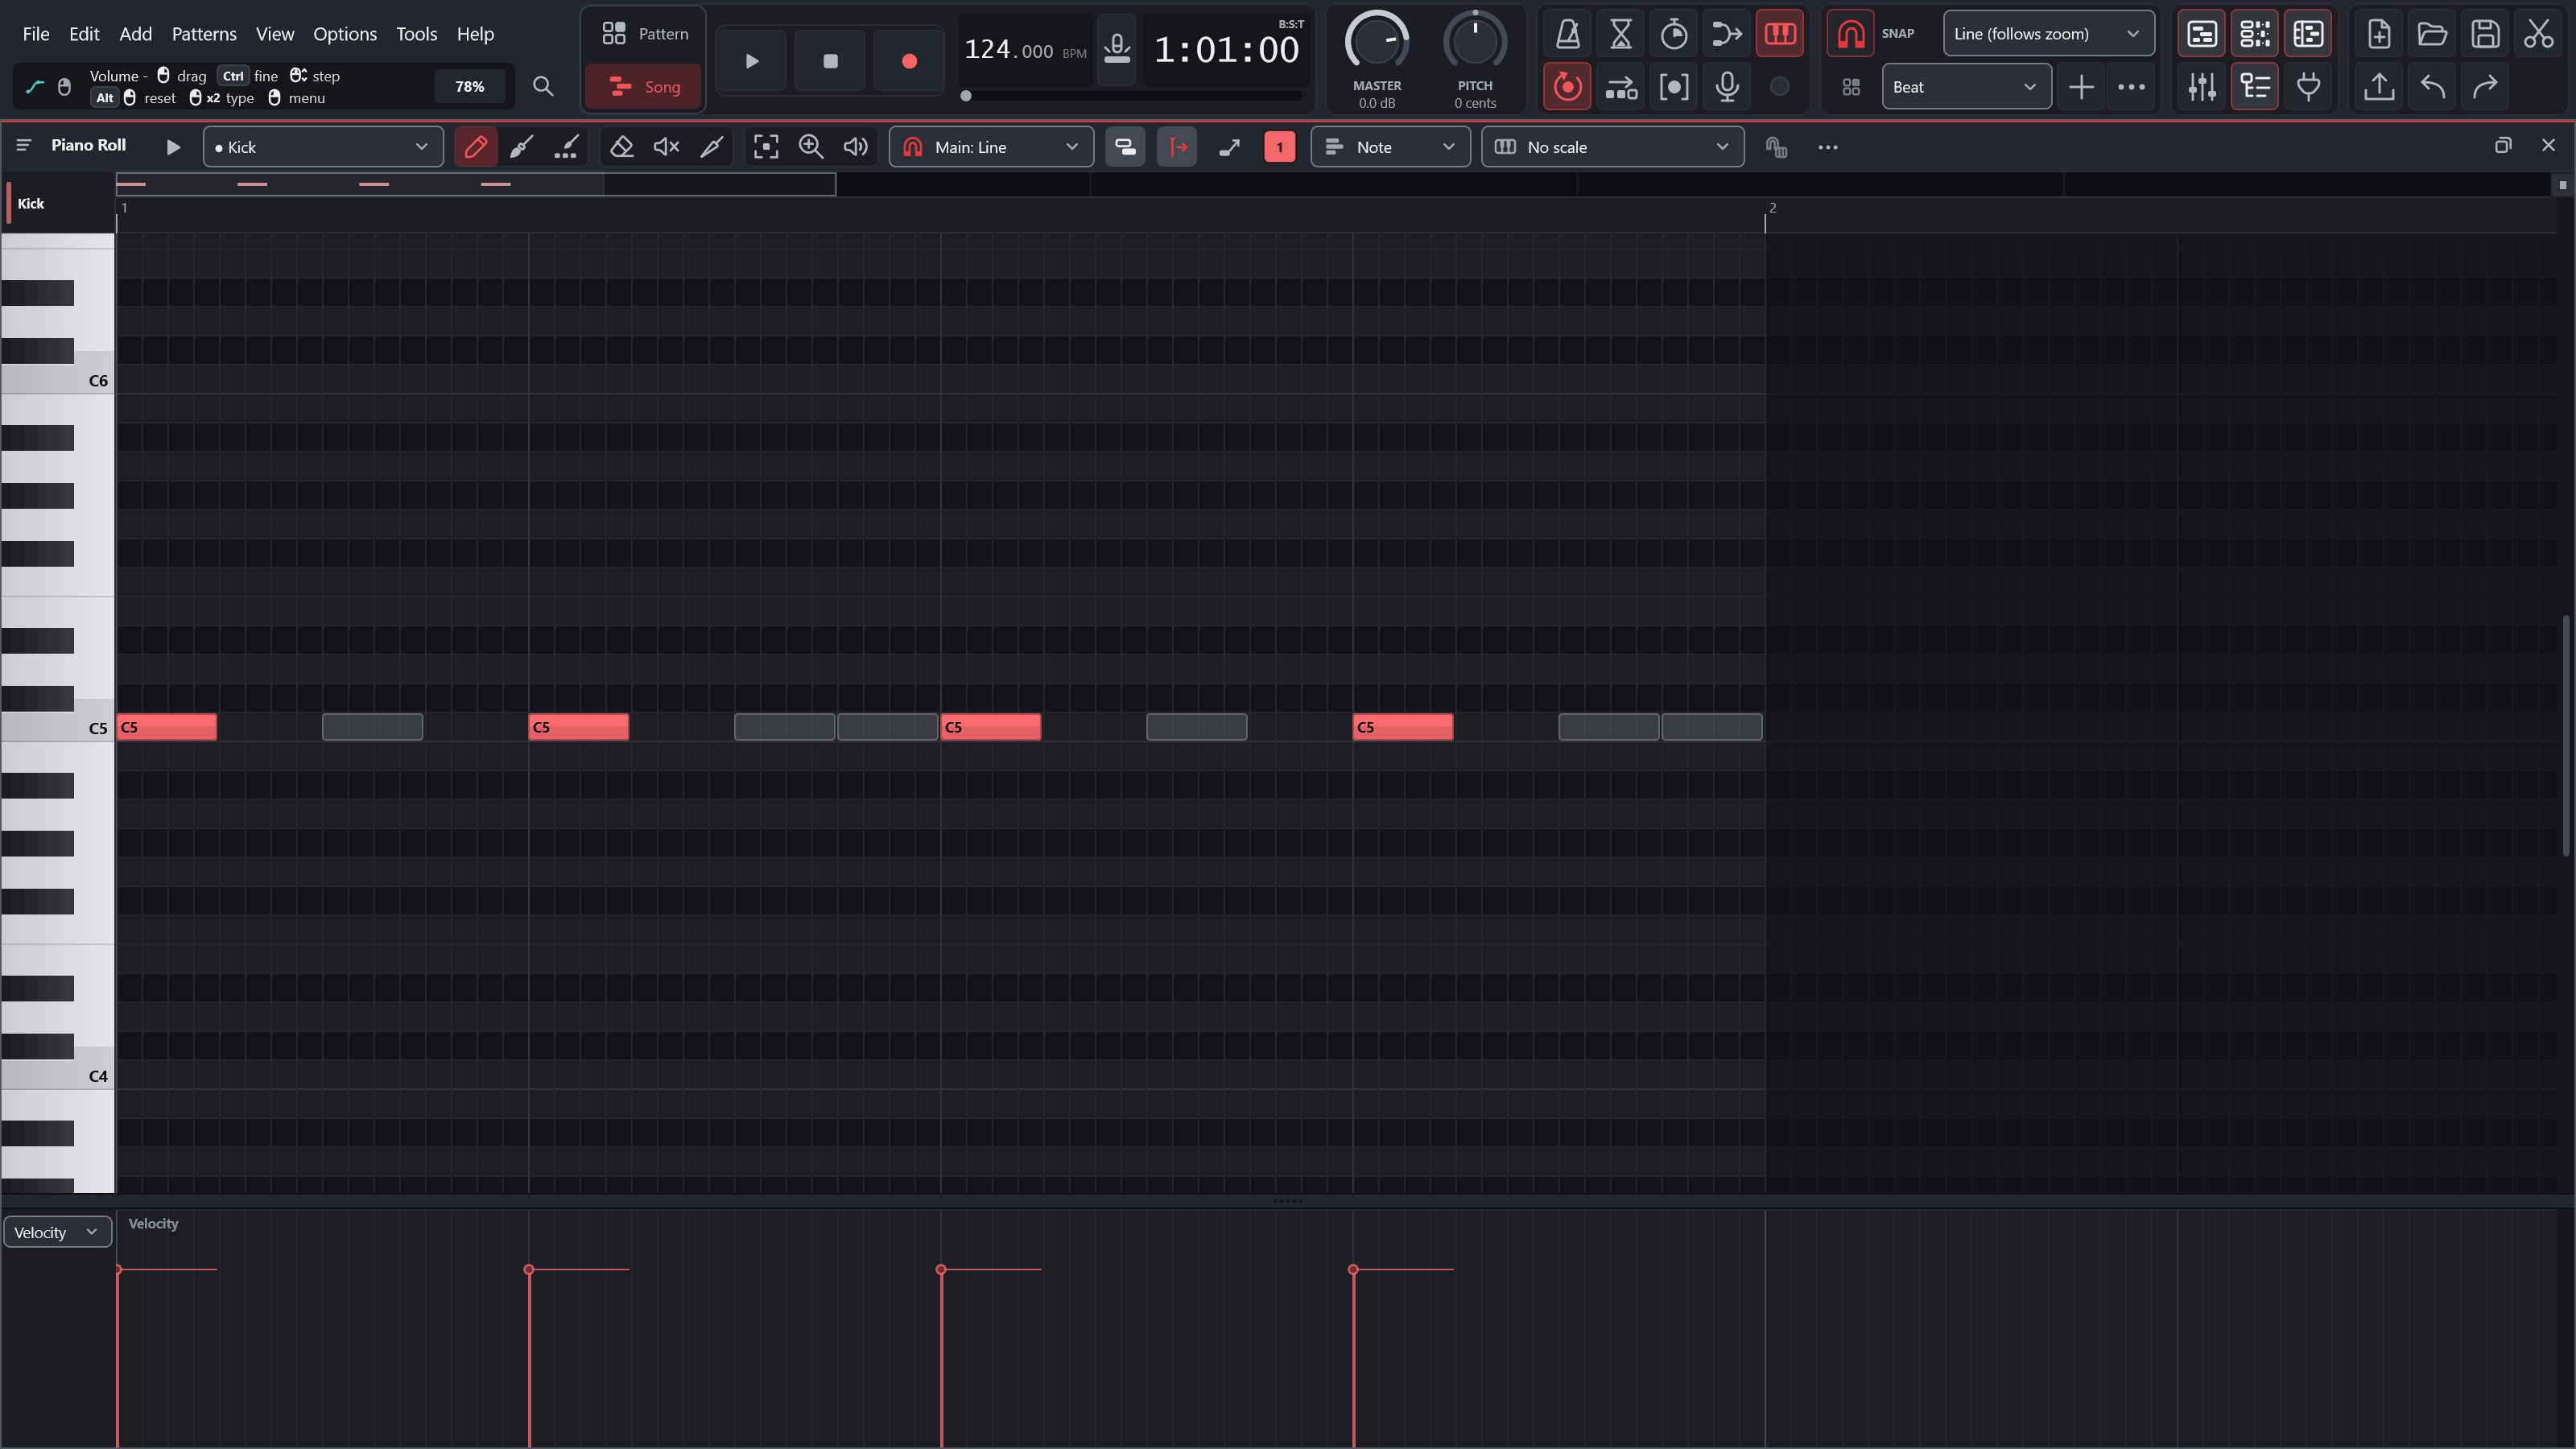 File Edit Add Patterns View Options Tools Help
Volume - drag Ctrl fine step
Alt reset x2 type menu
78%
Pattern
Song
124.000 BPM
B:S:T
1:01:00
MASTER
0.0 dB
PITCH
0 cents
SNAP
Line (follows zoom)
Beat
Piano Roll
Kick
Main: Line
1
Note
No scale
Kick
1 2
C6
C5
C5 C5 C5 C5
C4
Velocity
Velocity